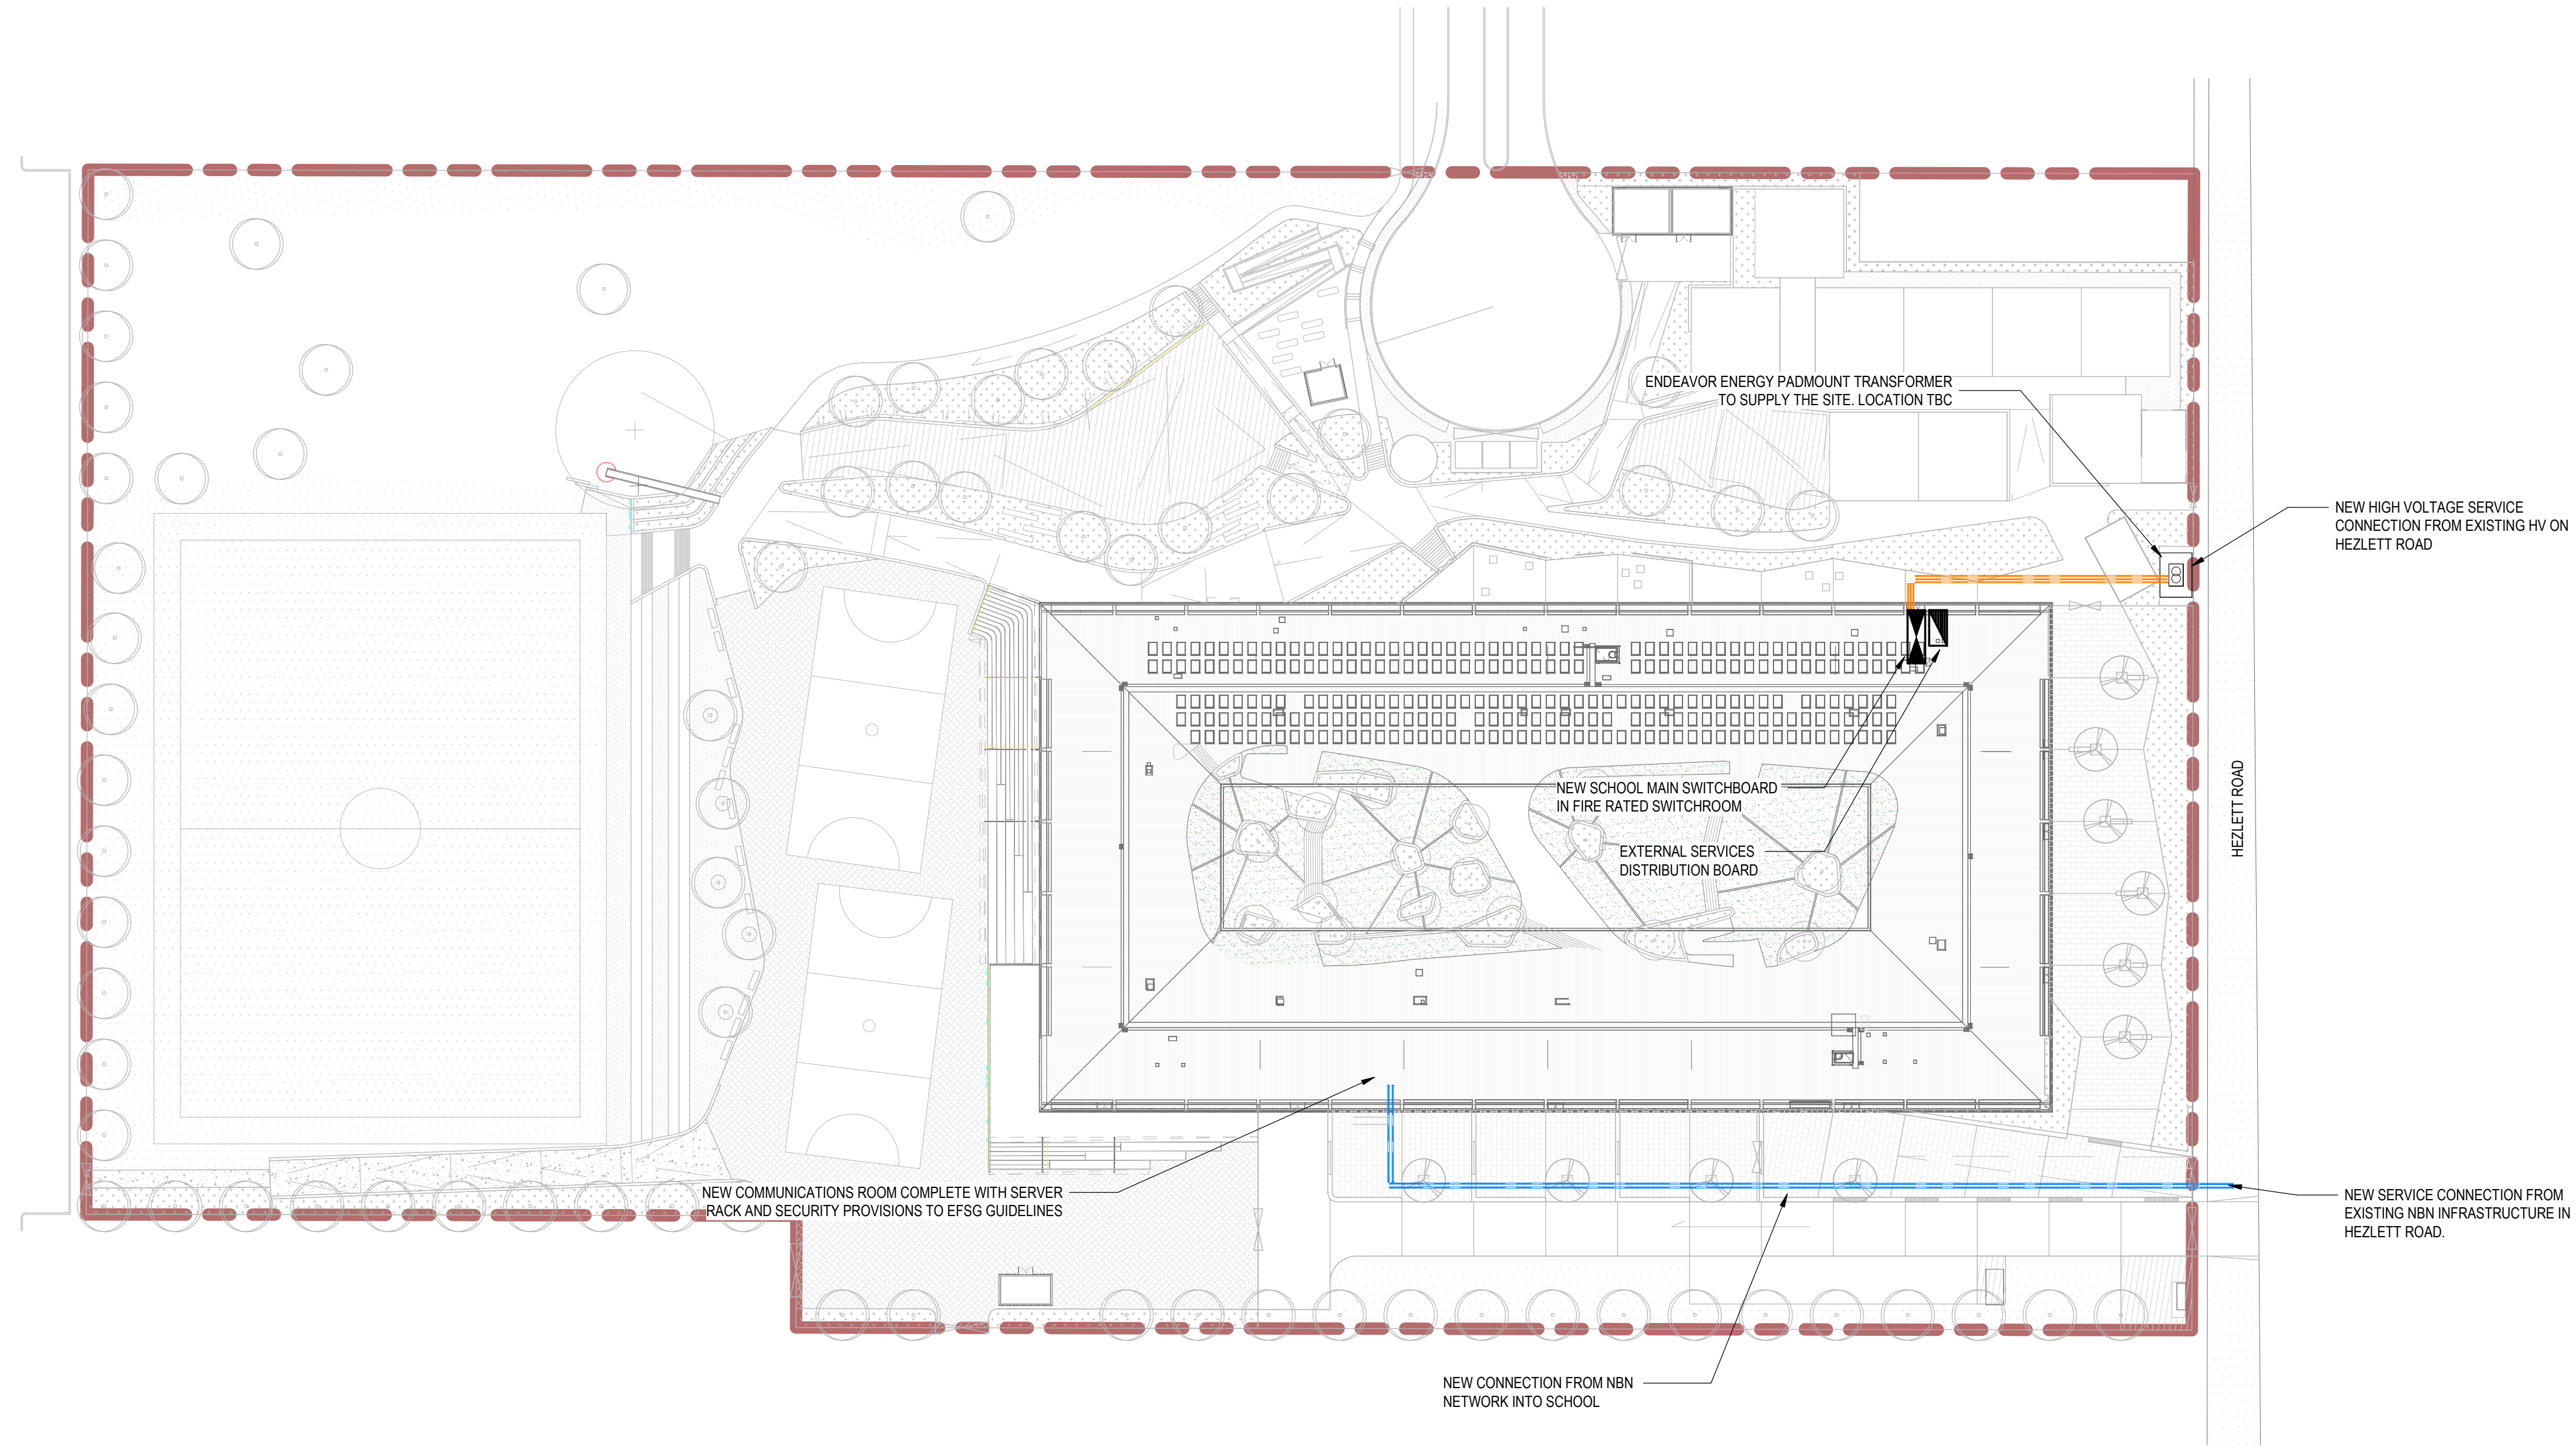 ENDEAVOR ENERGY PADMOUNT TRANSFORMER
TO SUPPLY THE SITE. LOCATION TBC
NEW HIGH VOLTAGE SERVICE
CONNECTION FROM EXISTING HV ON
HEZLETT ROAD
NEW SCHOOL MAIN SWITCHBOARD
IN FIRE RATED SWITCHROOM
EXTERNAL SERVICES
DISTRIBUTION BOARD
HEZLETT ROAD
NEW COMMUNICATIONS ROOM COMPLETE WITH SERVER
RACK AND SECURITY PROVISIONS TO EFSG GUIDELINES
NEW SERVICE CONNECTION FROM
EXISTING NBN INFRASTRUCTURE IN
HEZLETT ROAD.
NEW CONNECTION FROM NBN
NETWORK INTO SCHOOL